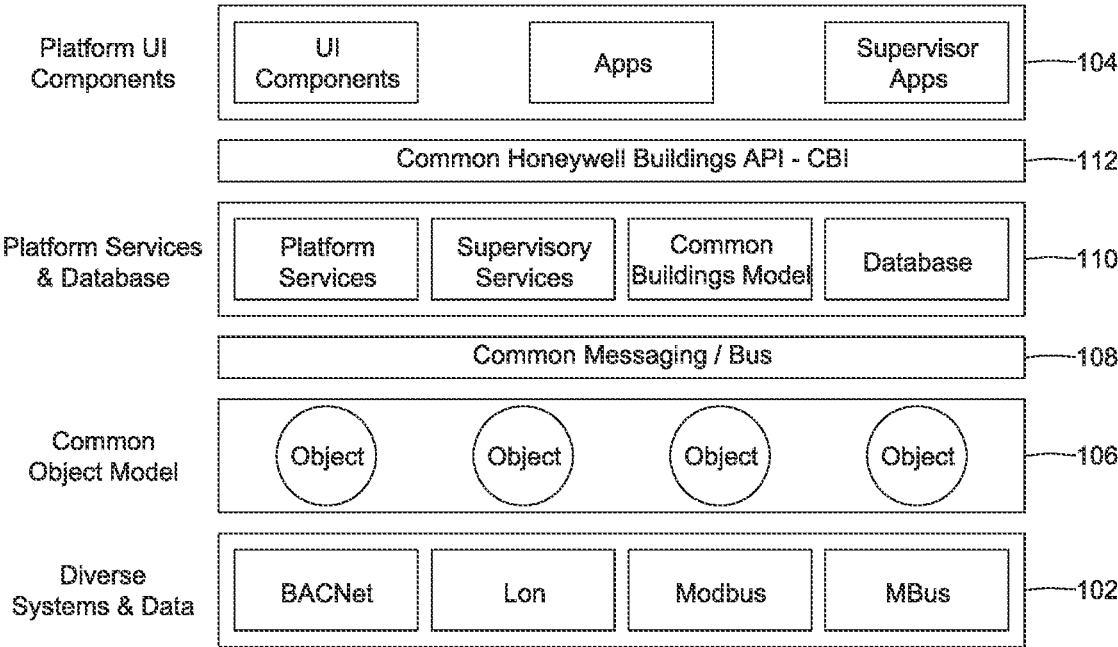 Platform UI
Components
UI
Components
Apps
Supervisor
Apps
104
Common Honeywell Buildings API - CBI
112
Platform Services
& Database
Platform
Services
Supervisory
Services
Common
Buildings Model
Database
110
Common Messaging / Bus
108
Common
Object Model
Object
Object
Object
Object
106
Diverse
Systems & Data
BACNet
Lon
Modbus
MBus
102